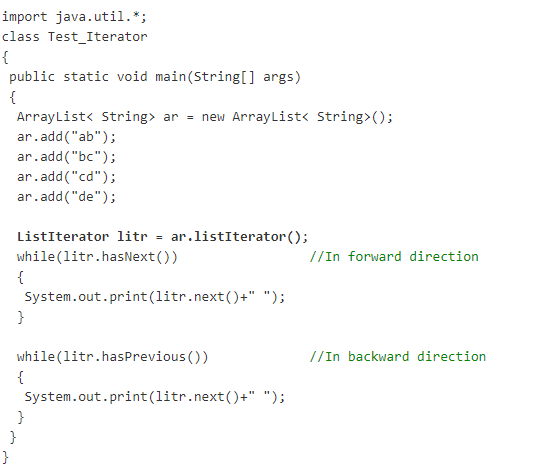 import java.util.*;
class Test_Iterator
{
 public static void main(String[] args)
 {
  ArrayList< String> ar = new ArrayList< String>();
  ar.add("ab");
  ar.add("bc");
  ar.add("cd");
  ar.add("de");

  ListIterator litr = ar.listIterator();
  while(litr.hasNext())                 //In forward direction
  {
   System.out.print(litr.next()+" ");
  }

  while(litr.hasPrevious())             //In backward direction
  {
   System.out.print(litr.next()+" ");
  }
 }
}